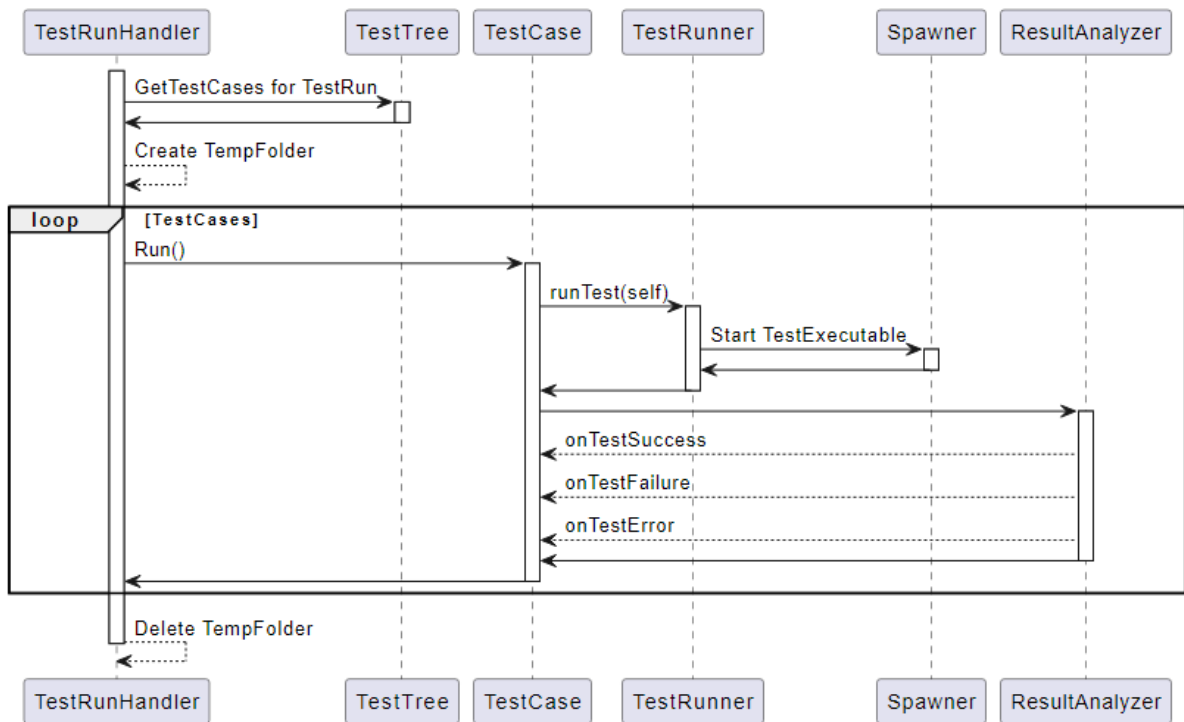 TestRunHandler TestTree TestCase TestRunner Spawner ResultAnalyzer
GetTestCases for TestRun
Create TempFolder
loop [TestCases]
Run()
runTest(self)
Start TestExecutable
onTestSuccess
onTestFailure
onTestError
Delete TempFolder
TestRunHandler TestTree TestCase TestRunner Spawner ResultAnalyzer